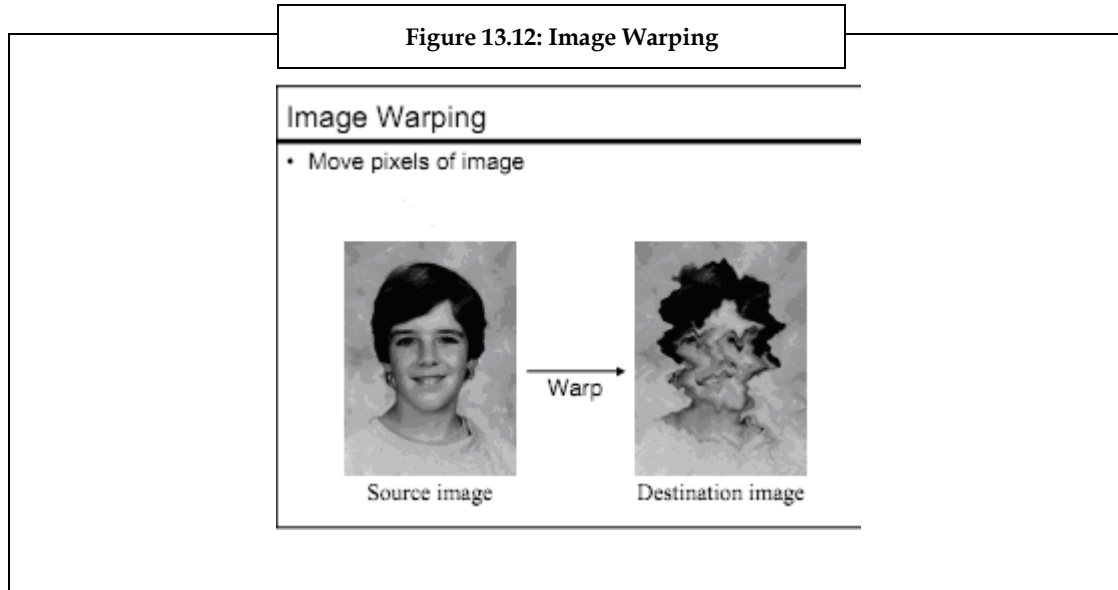 Figure 13.12: Image Warping
Image Warping
• Move pixels of image
Warp
Source image
Destination image